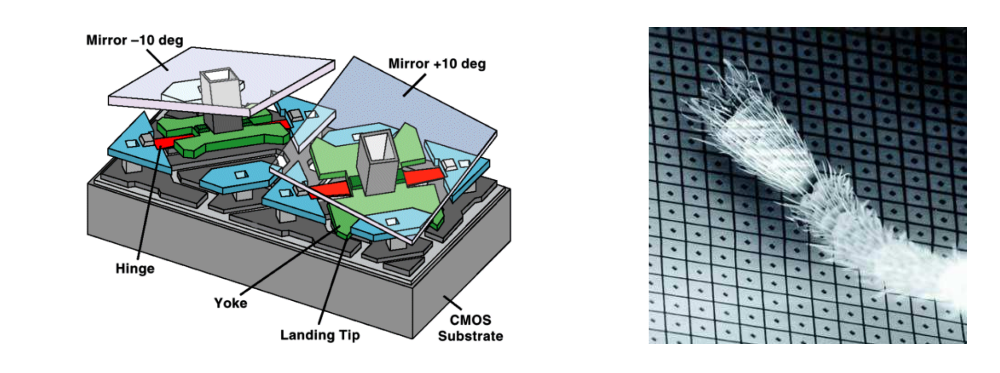 Mirror –10 deg
Mirror +10 deg
Hinge
Yoke
Landing Tip
CMOS
Substrate